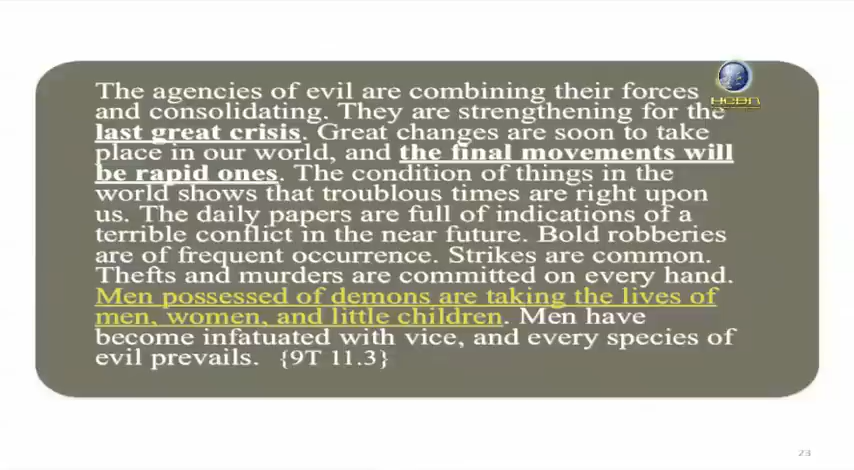 The agencies of evil are combining their forces
and consolidating. They are strengthening for the
last great crisis. Great changes are soon to take
place in our world, and the final movements will
be rapid ones. The condition of things in the
world shows that troublous times are right upon
us. The daily papers are full of indications of a
terrible conflict in the near future. Bold robberies
are of frequent occurrence. Strikes are common.
Thefts and murders are committed on every hand.
Men possessed of demons are taking the lives of
men, women, and little children. Men have
become infatuated with vice, and every species of
evil prevails. {9T 11.3}
HCBN
23